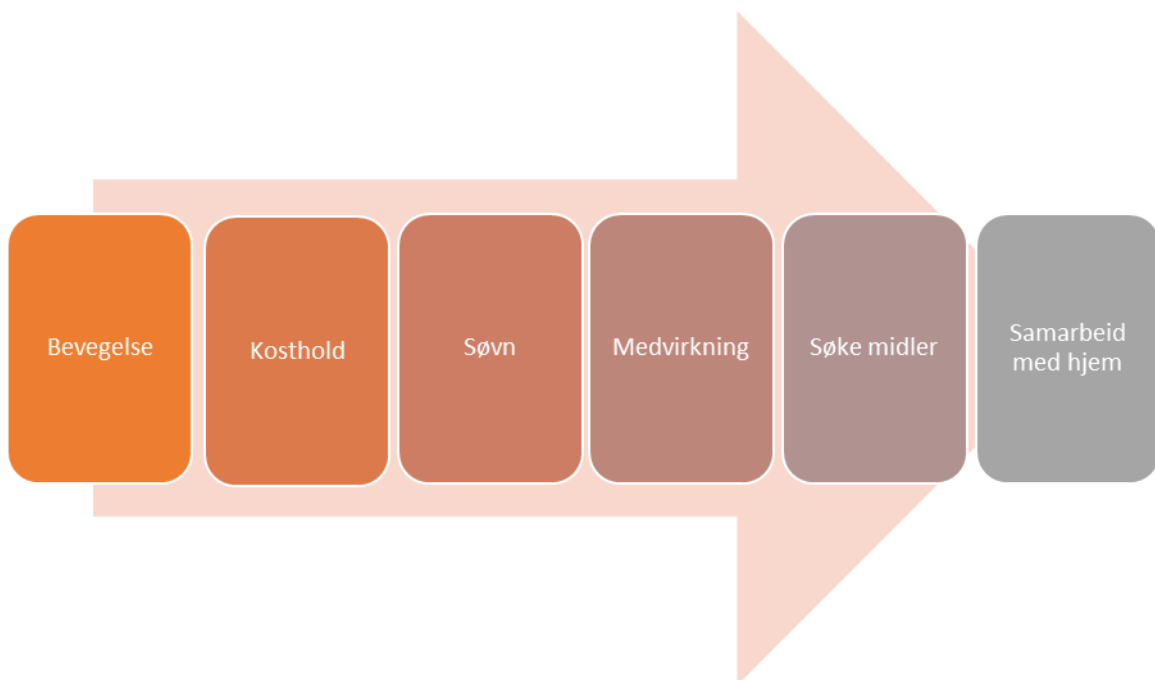 Bevegelse
Kosthold
Søvn
Medvirkning
Søke midler
Samarbeid
med hjem